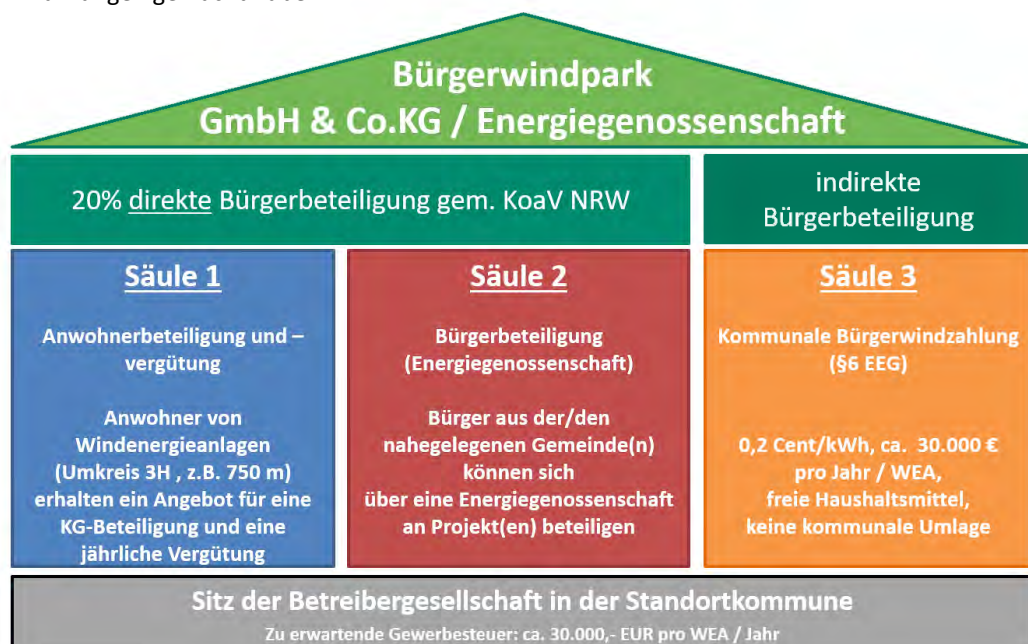 Bürgerwindpark
GmbH & Co.KG / Energiegenossenschaft
20% direkte Bürgerbeteiligung gem. KoaV NRW
indirekte
Bürgerbeteiligung
Säule 1
Anwohnerbeteiligung und –
vergütung
Anwohner von
Windenergieanlagen
(Umkreis 3H , z.B. 750 m)
erhalten ein Angebot für eine
KG-Beteiligung und eine
jährliche Vergütung
Säule 2
Bürgerbeteiligung
(Energiegenossenschaft)
Bürger aus der/den
nahegelegenen Gemeinde(n)
können sich
über eine Energiegenossenschaft
an Projekt(en) beteiligen
Säule 3
Kommunale Bürgerwindzahlung
(§6 EEG)
0,2 Cent/kWh, ca. 30.000 €
pro Jahr / WEA,
freie Haushaltsmittel,
keine kommunale Umlage
Sitz der Betreibergesellschaft in der Standortkommune
Zu erwartende Gewerbesteuer: ca. 30.000,- EUR pro WEA / Jahr